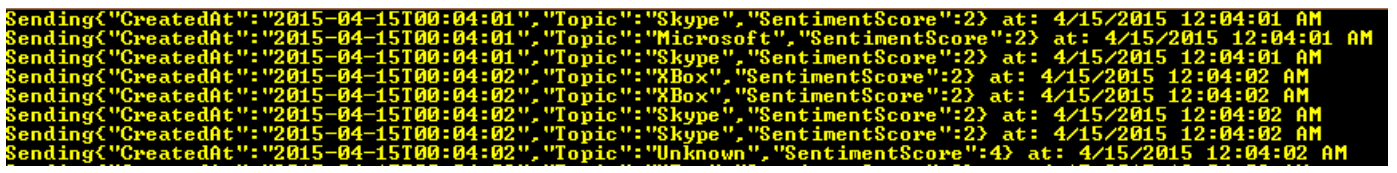 Sending{"CreatedAt":"2015-04-15T00:04:01","Topic":"Skype","SentimentScore":2} at: 4/15/2015 12:04:01 AM
Sending{"CreatedAt":"2015-04-15T00:04:01","Topic":"Microsoft","SentimentScore":2} at: 4/15/2015 12:04:01 AM
Sending{"CreatedAt":"2015-04-15T00:04:01","Topic":"Skype","SentimentScore":2} at: 4/15/2015 12:04:01 AM
Sending{"CreatedAt":"2015-04-15T00:04:02","Topic":"XBox","SentimentScore":2} at: 4/15/2015 12:04:02 AM
Sending{"CreatedAt":"2015-04-15T00:04:02","Topic":"XBox","SentimentScore":2} at: 4/15/2015 12:04:02 AM
Sending{"CreatedAt":"2015-04-15T00:04:02","Topic":"Skype","SentimentScore":2} at: 4/15/2015 12:04:02 AM
Sending{"CreatedAt":"2015-04-15T00:04:02","Topic":"Skype","SentimentScore":2} at: 4/15/2015 12:04:02 AM
Sending{"CreatedAt":"2015-04-15T00:04:02","Topic":"Unknown","SentimentScore":4} at: 4/15/2015 12:04:02 AM